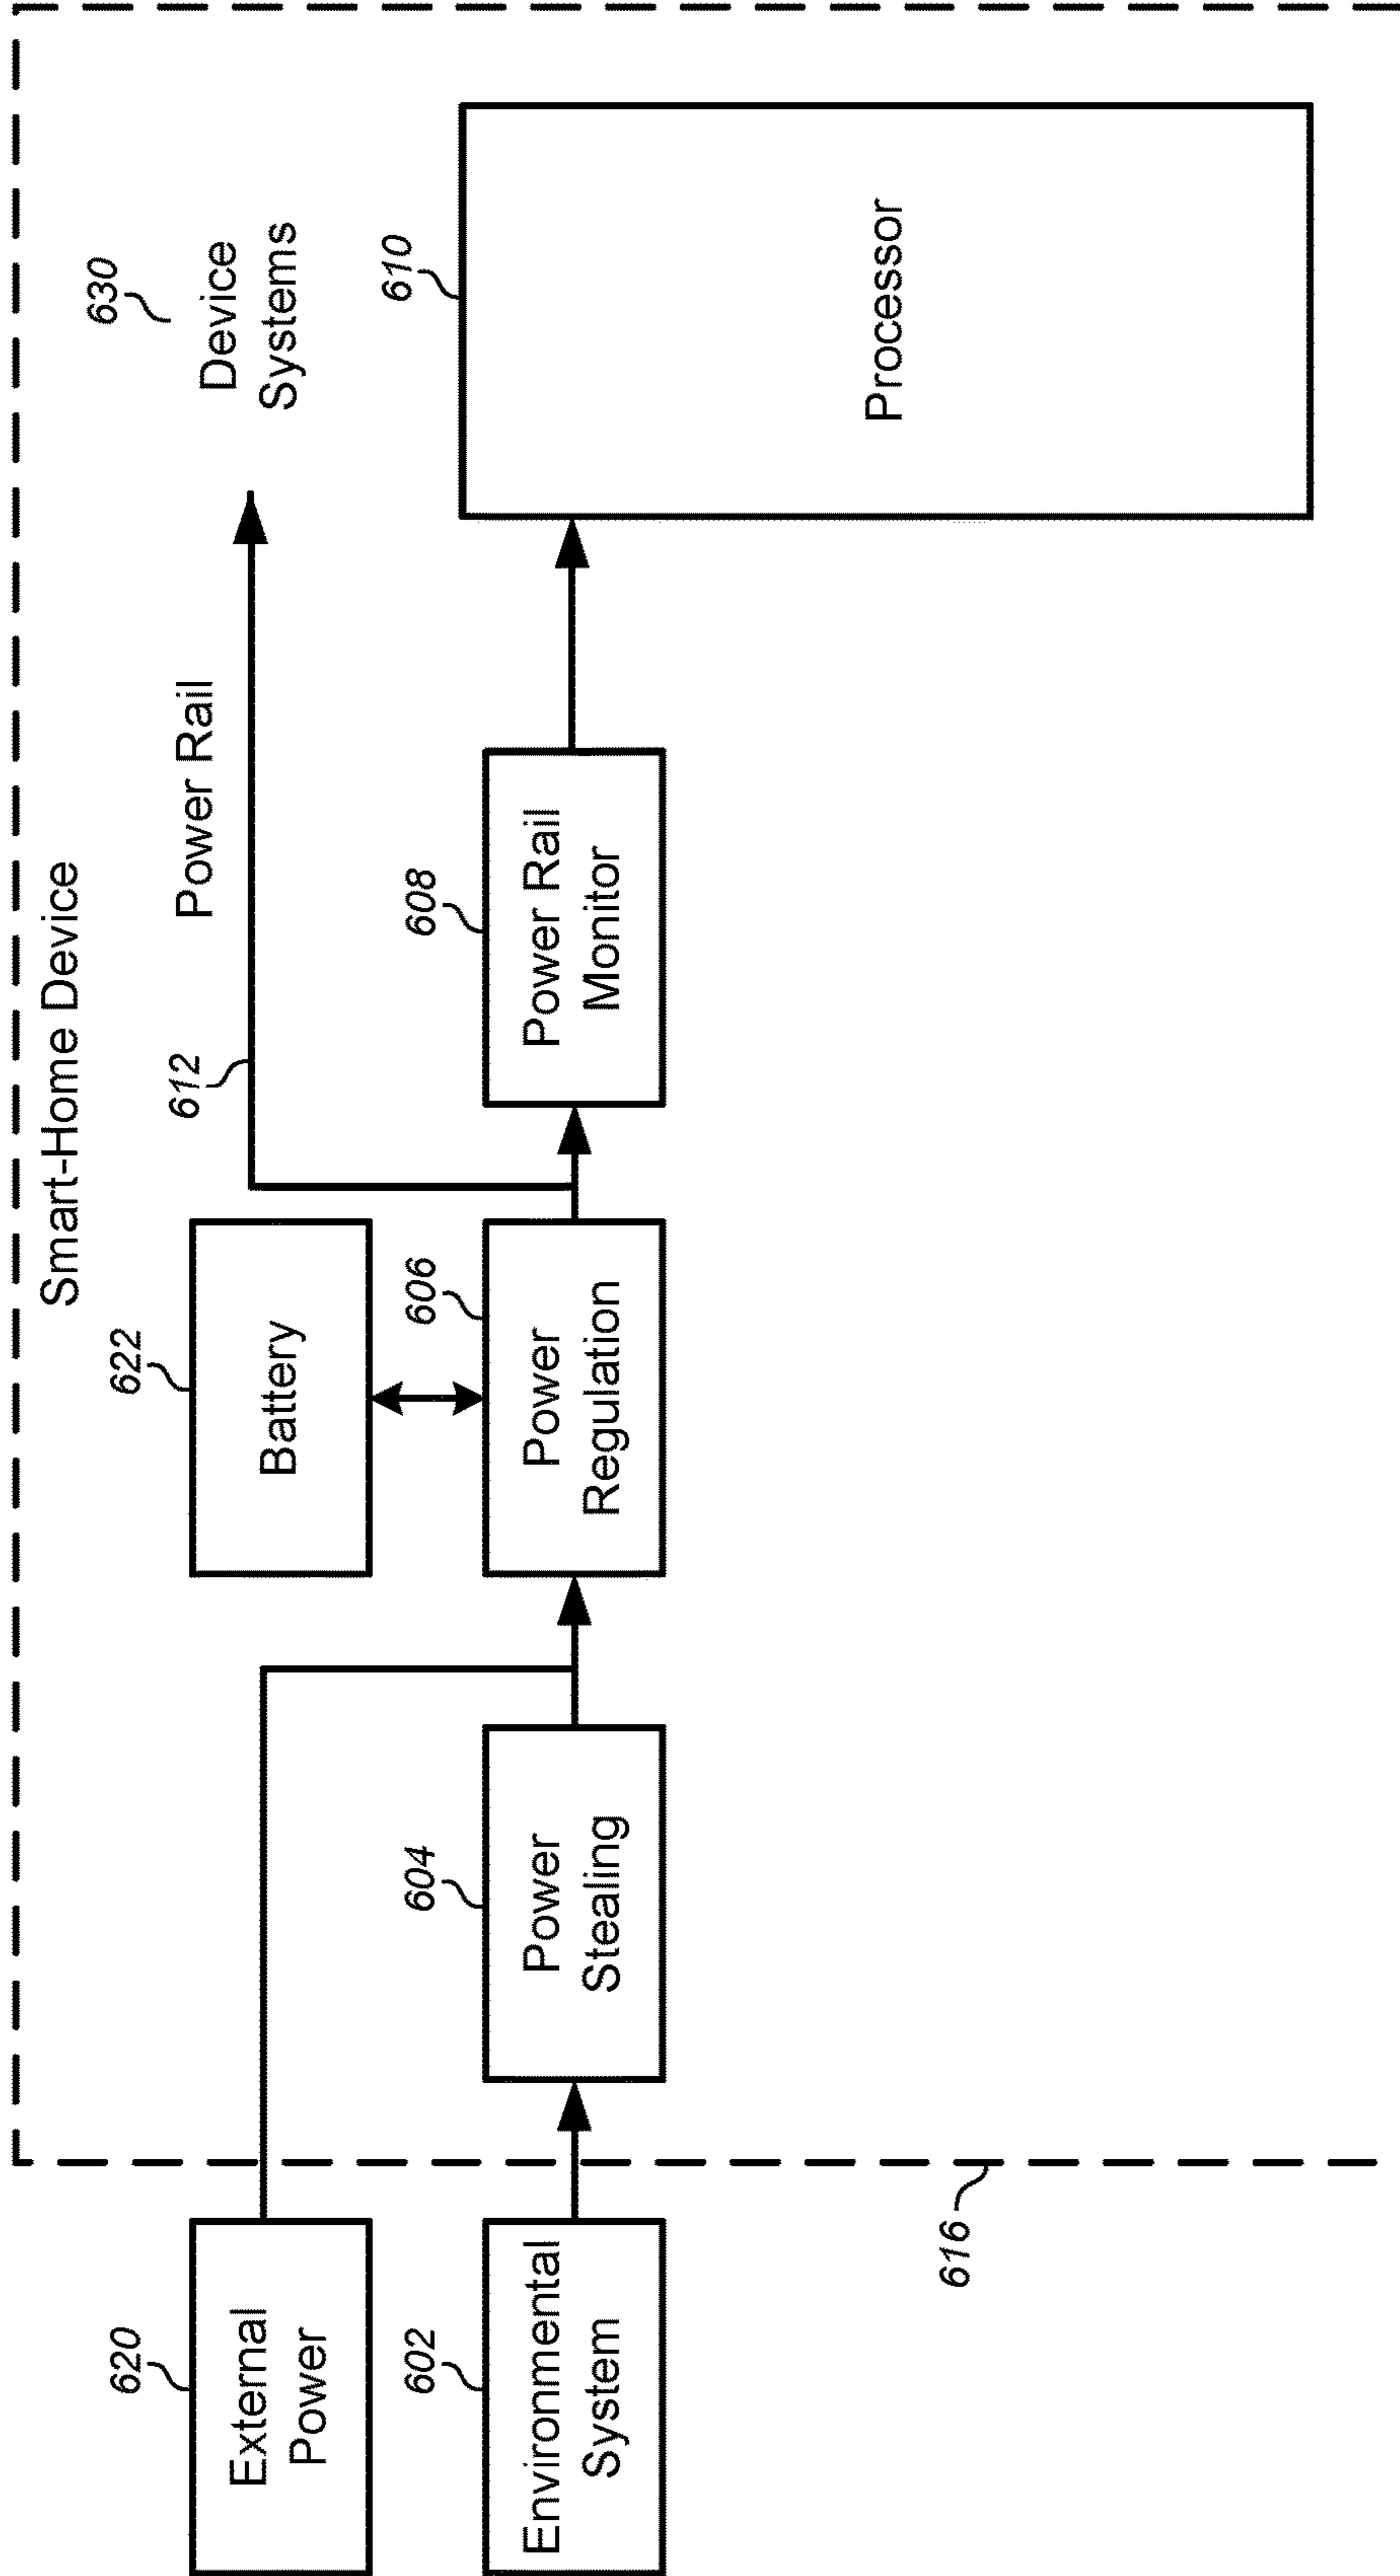 Smart-Home Device
620
External
Power
622
Battery
612
Power Rail
630
Device
Systems
602
Environmental
System
604
Power
Stealing
606
Power
Regulation
608
Power Rail
Monitor
610
Processor
616